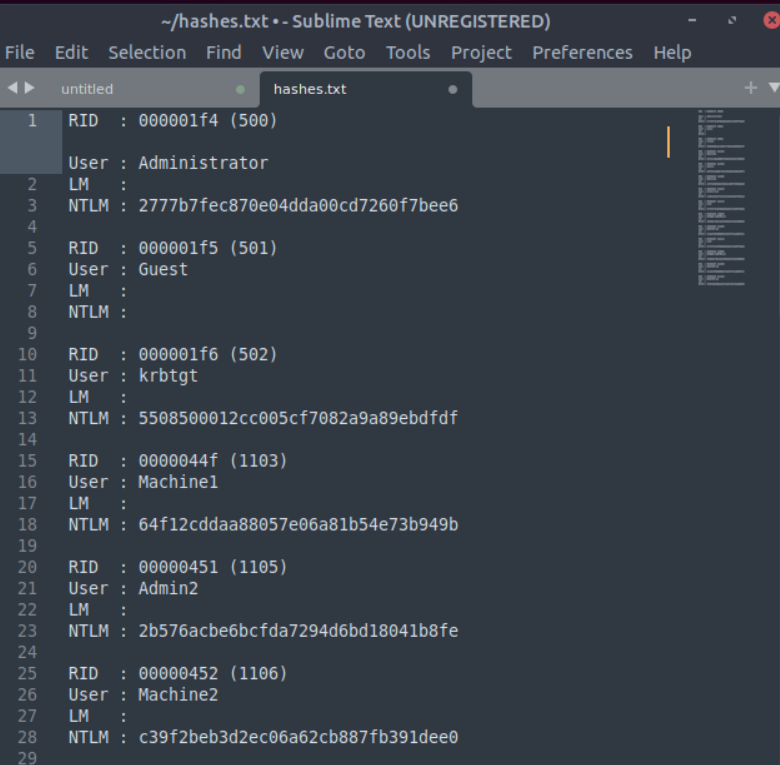 ~/hashes.txt • - Sublime Text (UNREGISTERED)
File Edit Selection Find View Goto Tools Project Preferences Help
untitled hashes.txt
1 RID : 000001f4 (500)
User : Administrator
2 LM :
3 NTLM : 2777b7fec870e04dda00cd7260f7bee6
4
5 RID : 000001f5 (501)
6 User : Guest
7 LM :
8 NTLM :
9
10 RID : 000001f6 (502)
11 User : krbtgt
12 LM :
13 NTLM : 5508500012cc005cf7082a9a89ebdfdf
14
15 RID : 0000044f (1103)
16 User : Machine1
17 LM :
18 NTLM : 64f12cddaa88057e06a81b54e73b949b
19
20 RID : 00000451 (1105)
21 User : Admin2
22 LM :
23 NTLM : 2b576acbe6bcfda7294d6bd18041b8fe
24
25 RID : 00000452 (1106)
26 User : Machine2
27 LM :
28 NTLM : c39f2beb3d2ec06a62cb887fb391dee0
29